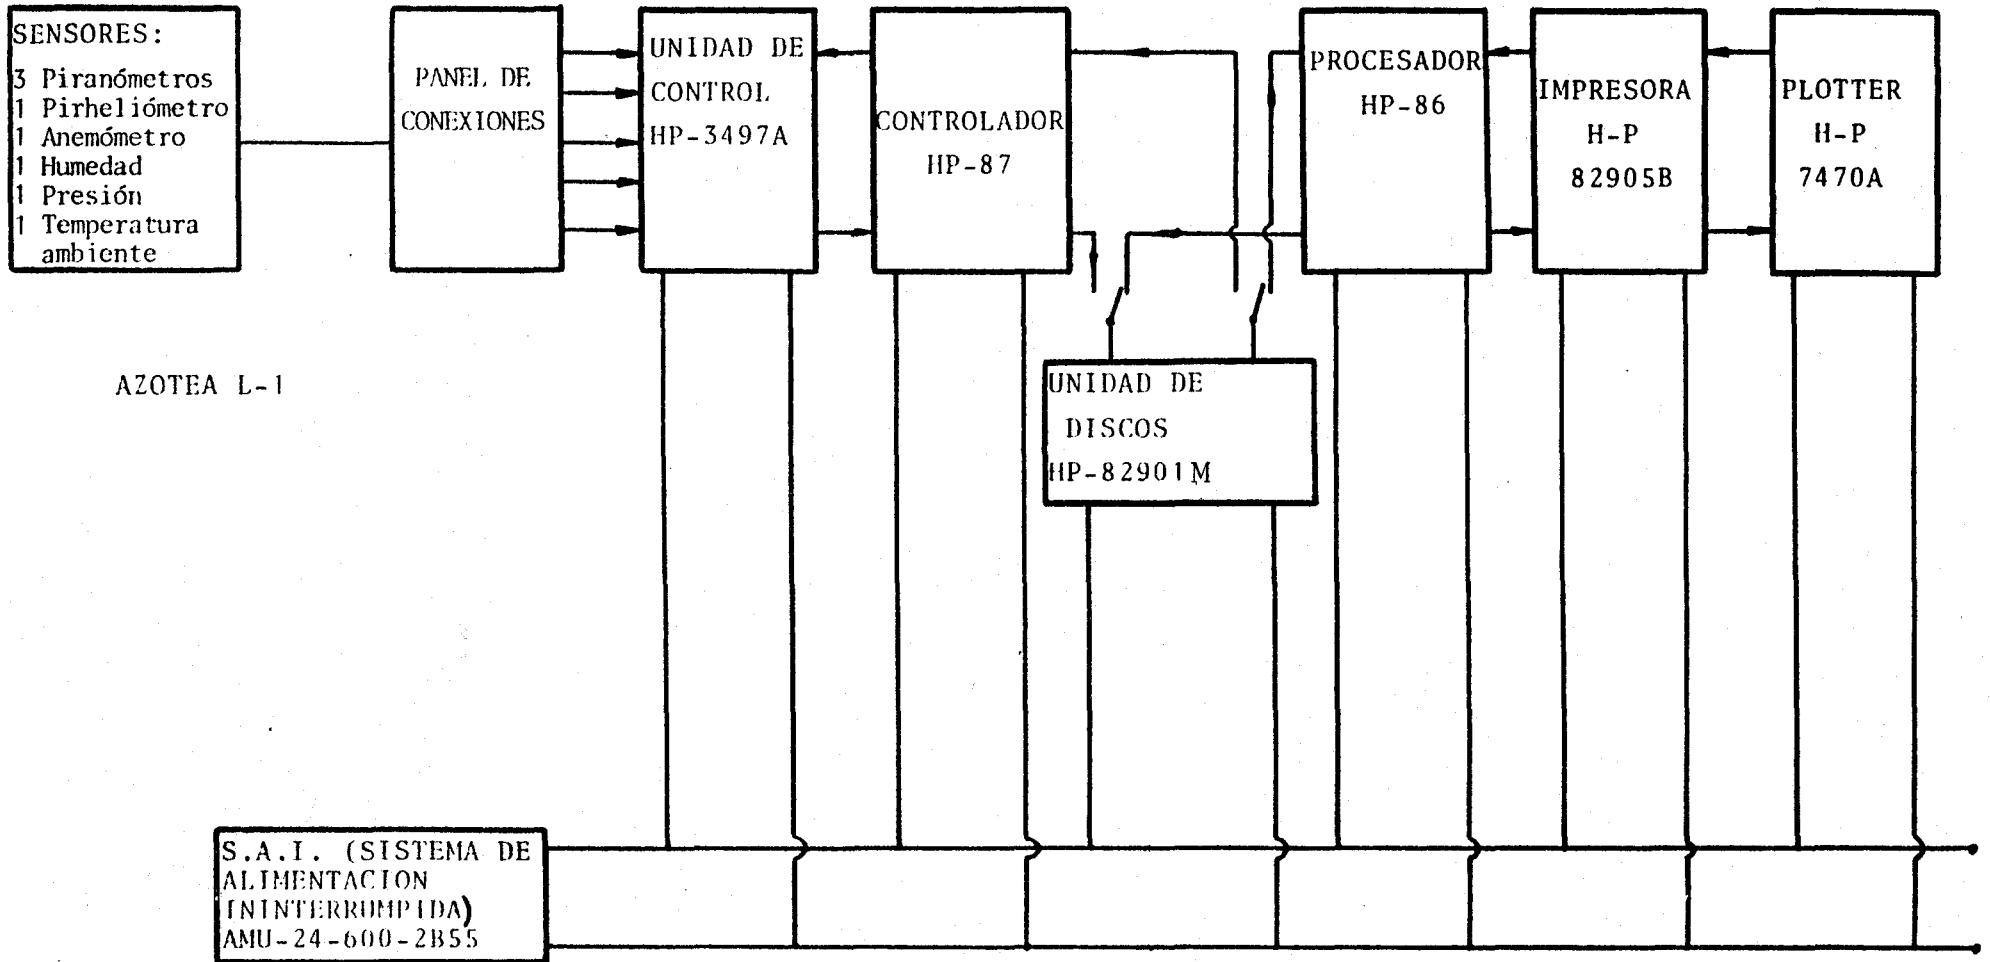 SENSORES:
3 Piranómetros
1 Pirheliómetro
1 Anemómetro
1 Humedad
1 Presión
1 Temperatura
ambiente
PANEL DE
CONEXIONES
UNIDAD DE
CONTROL
HP-3497A
CONTROLADOR
HP-87
PROCESADOR
HP-86
IMPRESORA
H-P
82905B
PLOTTER
H-P
7470A
AZOTEA L-1
UNIDAD DE
DISCOS
HP-82901M
S.A.I. (SISTEMA DE
ALIMENTACION
ININTERRUMPIDA)
AMU-24-600-2B55